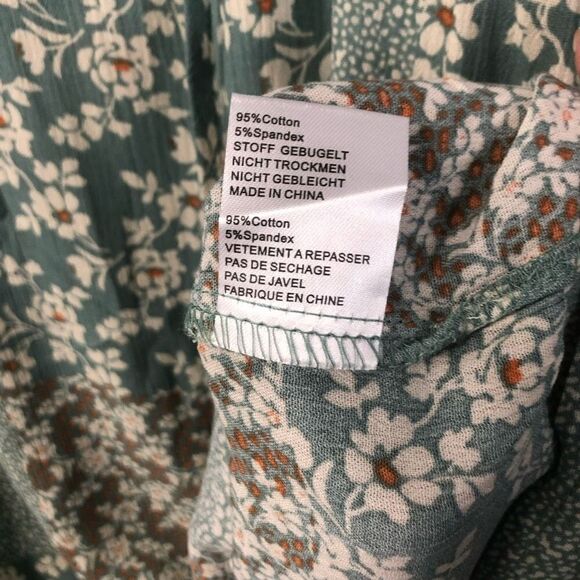 95%Cotton
5%Spandex
STOFF GEBUGELT
NICHT TROCKMEN
NICHT GEBLEICHT
MADE IN CHINA
95%Cotton
5%Spandex
VETEMENT A REPASSER
PAS DE SECHAGE
PAS DE JAVEL
FABRIQUE EN CHINE